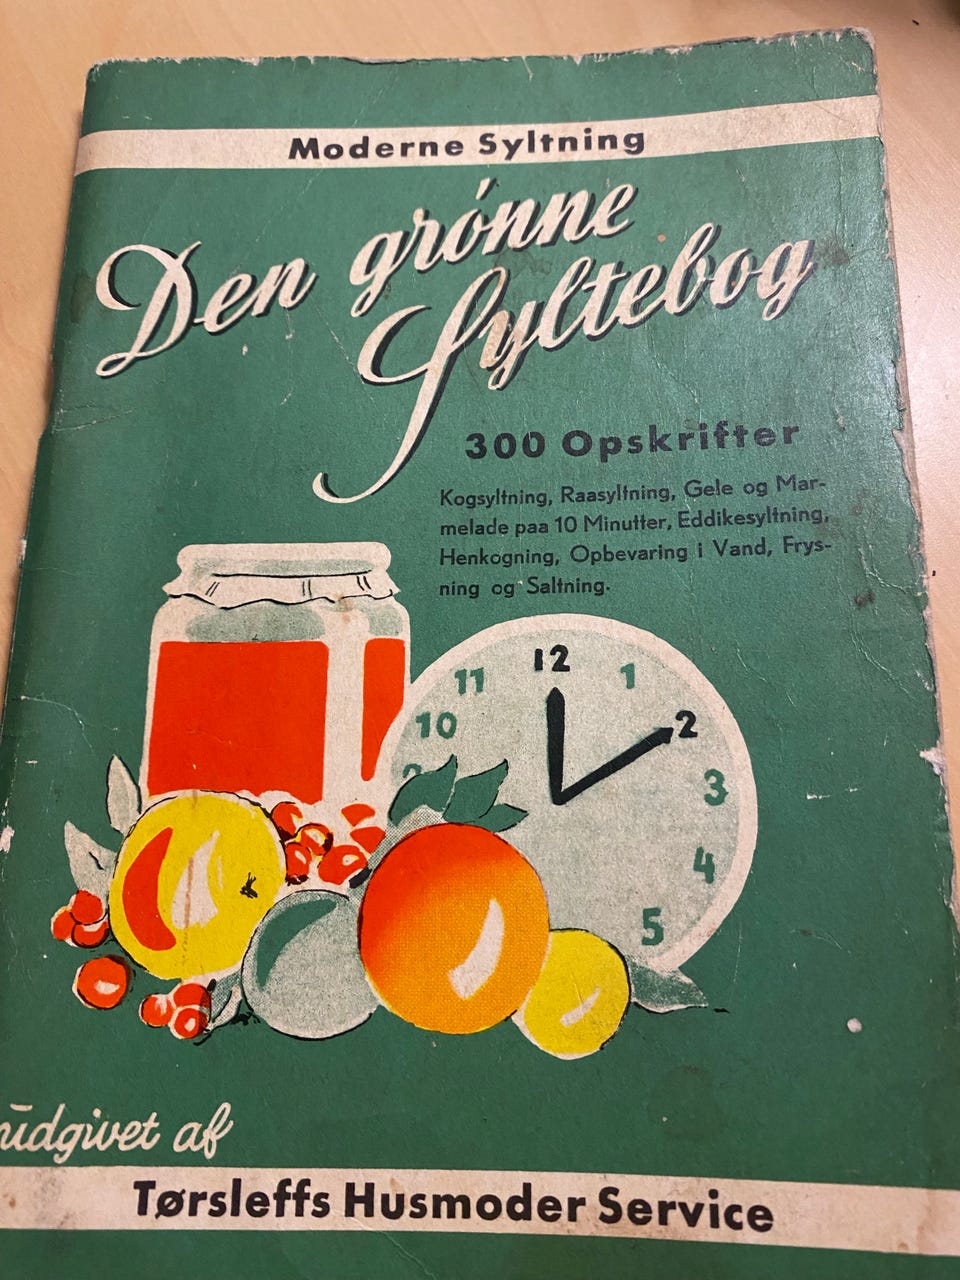 Moderne Syltning
Den grønne
Syltebog
300 Opskrifter
Kogsyltning, Raasyltning, Gele og Mar-
melade paa 10 Minutter, Eddikesyltning,
Henkogning, Opbevaring i Vand, Frys-
ning og Saltning.
12
11
1
10
2
9
3
4
5
udgivet af
Tørsleffs Husmoder Service